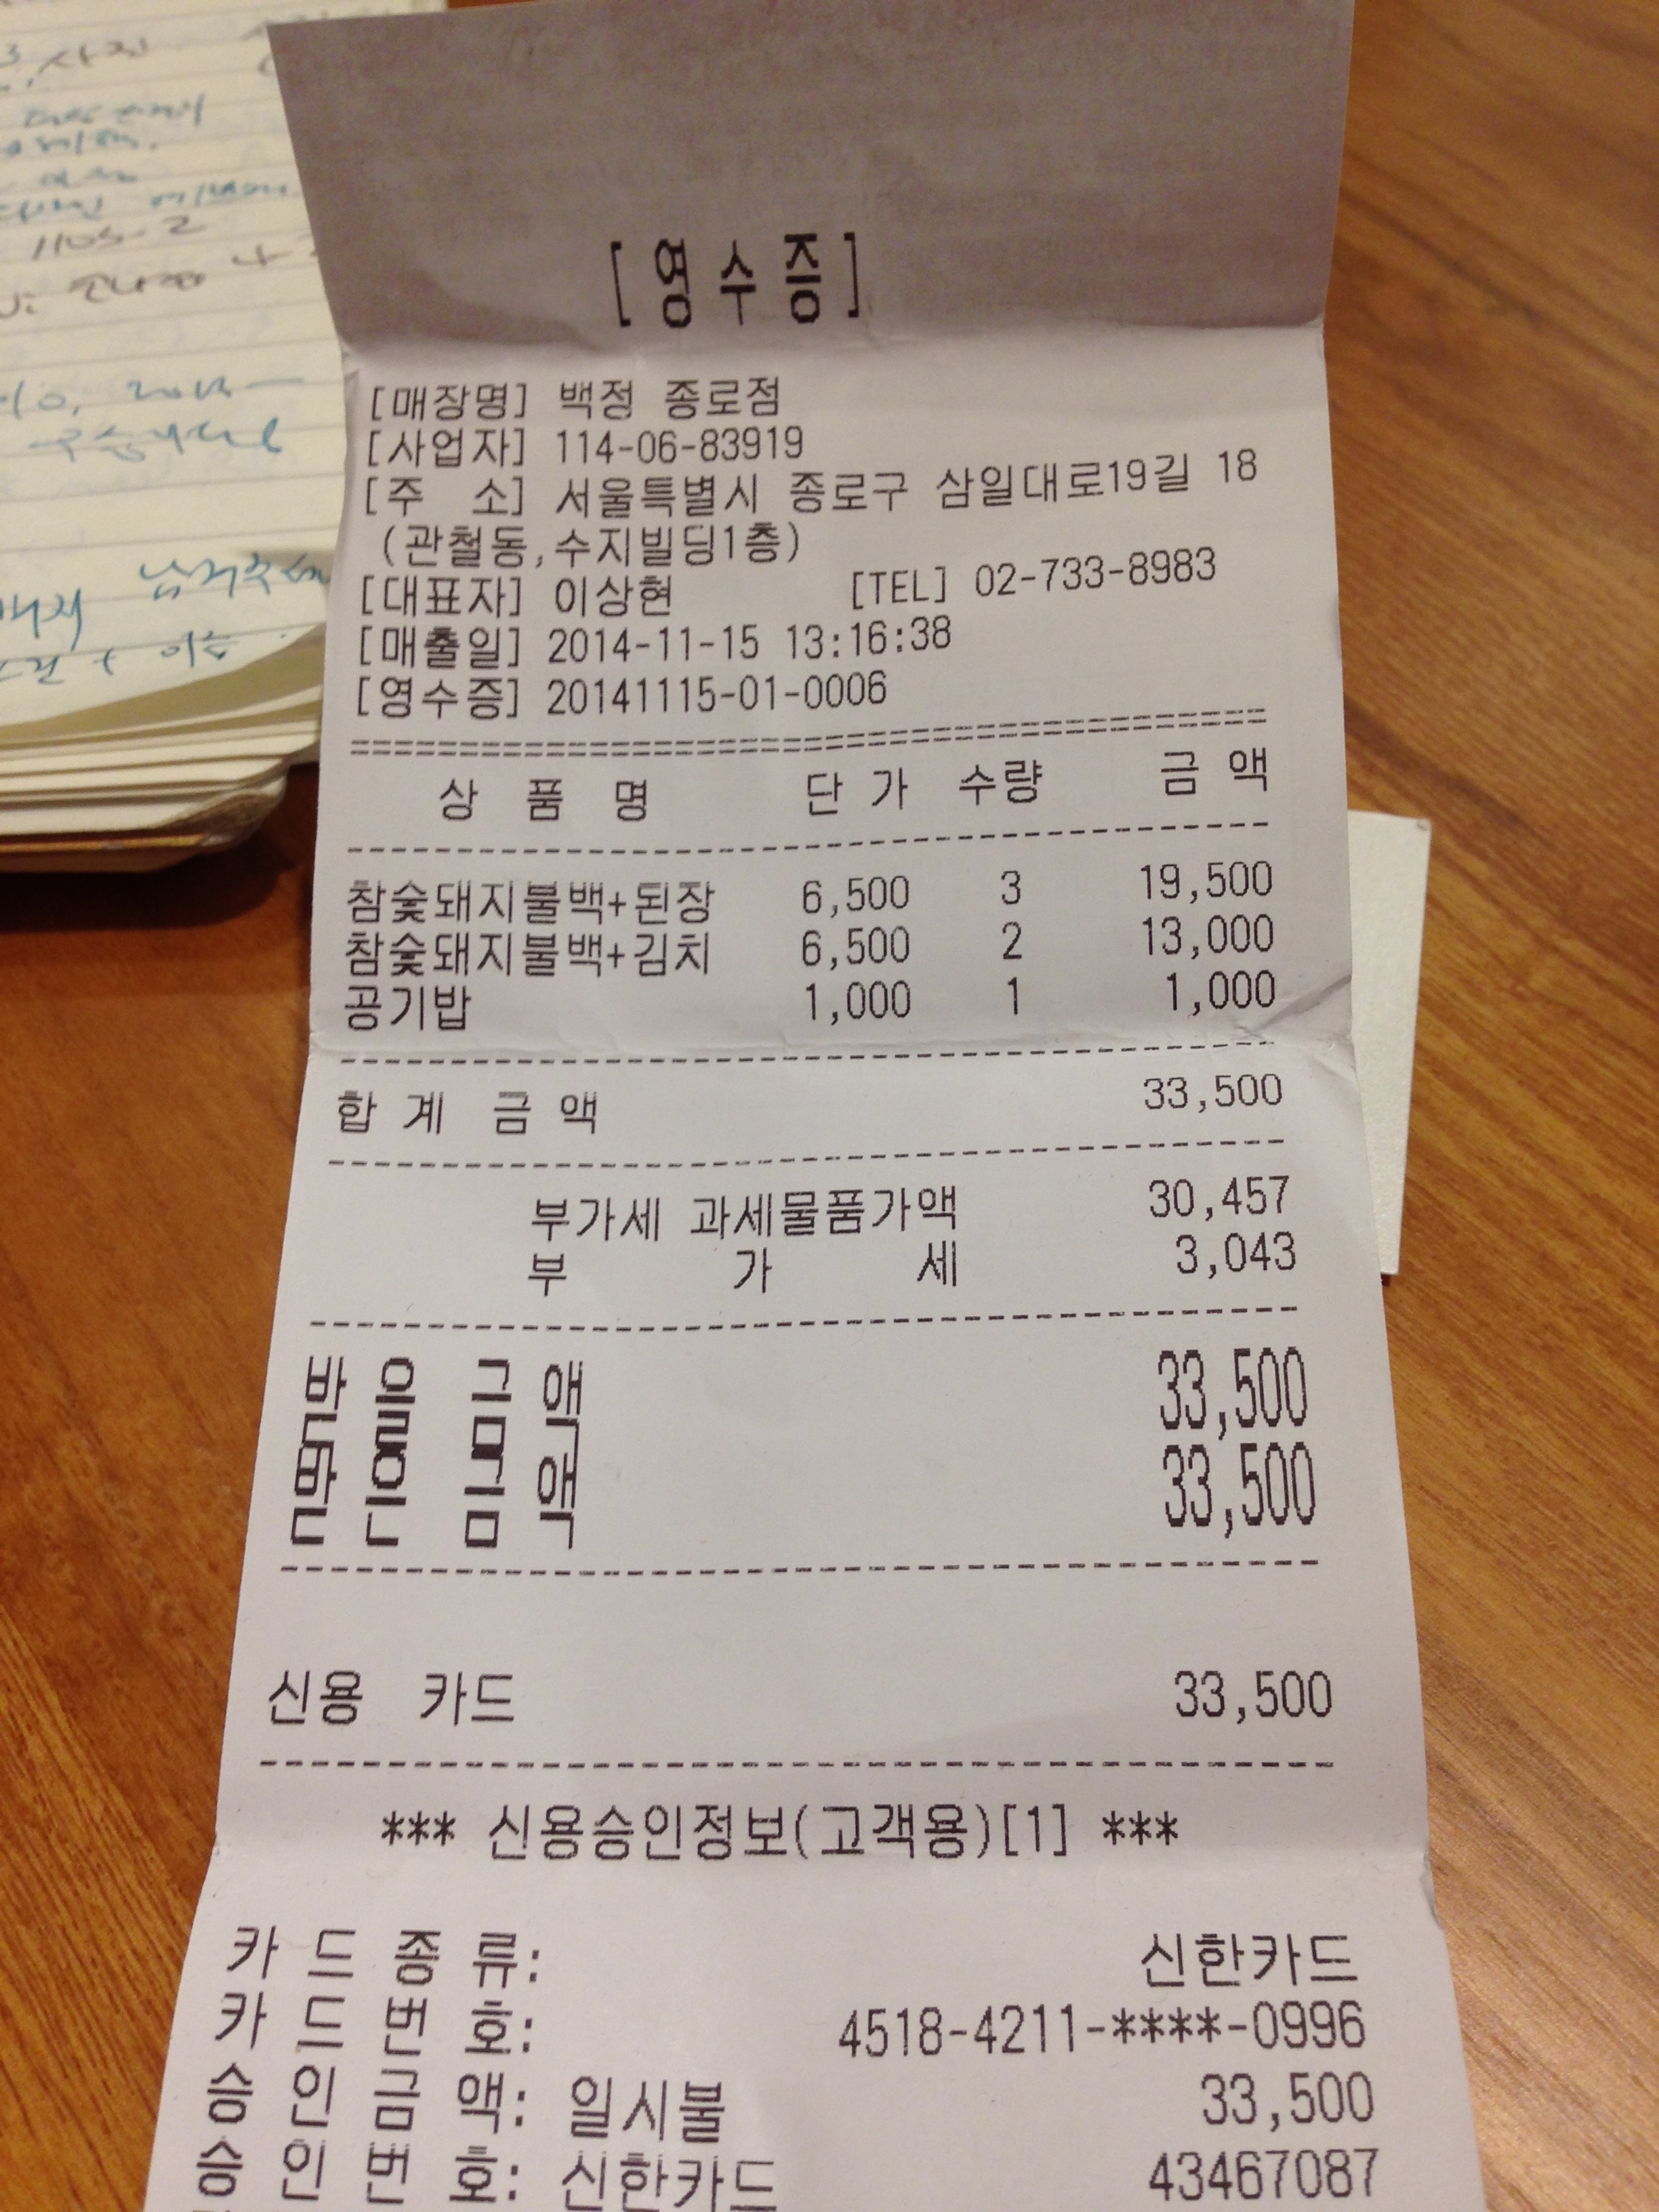 [영수증]
[매장명] 백정 종로점
[사업자] 114-06-83919
[주 소] 서울특별시 종로구 삼일대로19길 18
(관철동,수지빌딩1층)
[대표자] 이상현 [TEL] 02-733-8983
[매출일] 2014-11-15 13:16:38
[영수증] 20141115-01-0006
상 품 명 단 가 수량 금 액
참숯돼지불백+된장 6,500 3 19,500
참숯돼지불백+김치 6,500 2 13,000
공기밥 1,000 1 1,000
합 계 금 액 33,500
부가세 과세물품가액 30,457
부 가 세 3,043
받 을 금 액 33,500
받 은 금 액 33,500
신용 카드 33,500
*** 신용승인정보(고객용)[1] ***
카 드 종 류: 신한카드
카 드 번 호: 4518-4211-****-0996
승 인 금 액: 일시불 33,500
승 인 번 호: 신한카드 43467087
1105-2